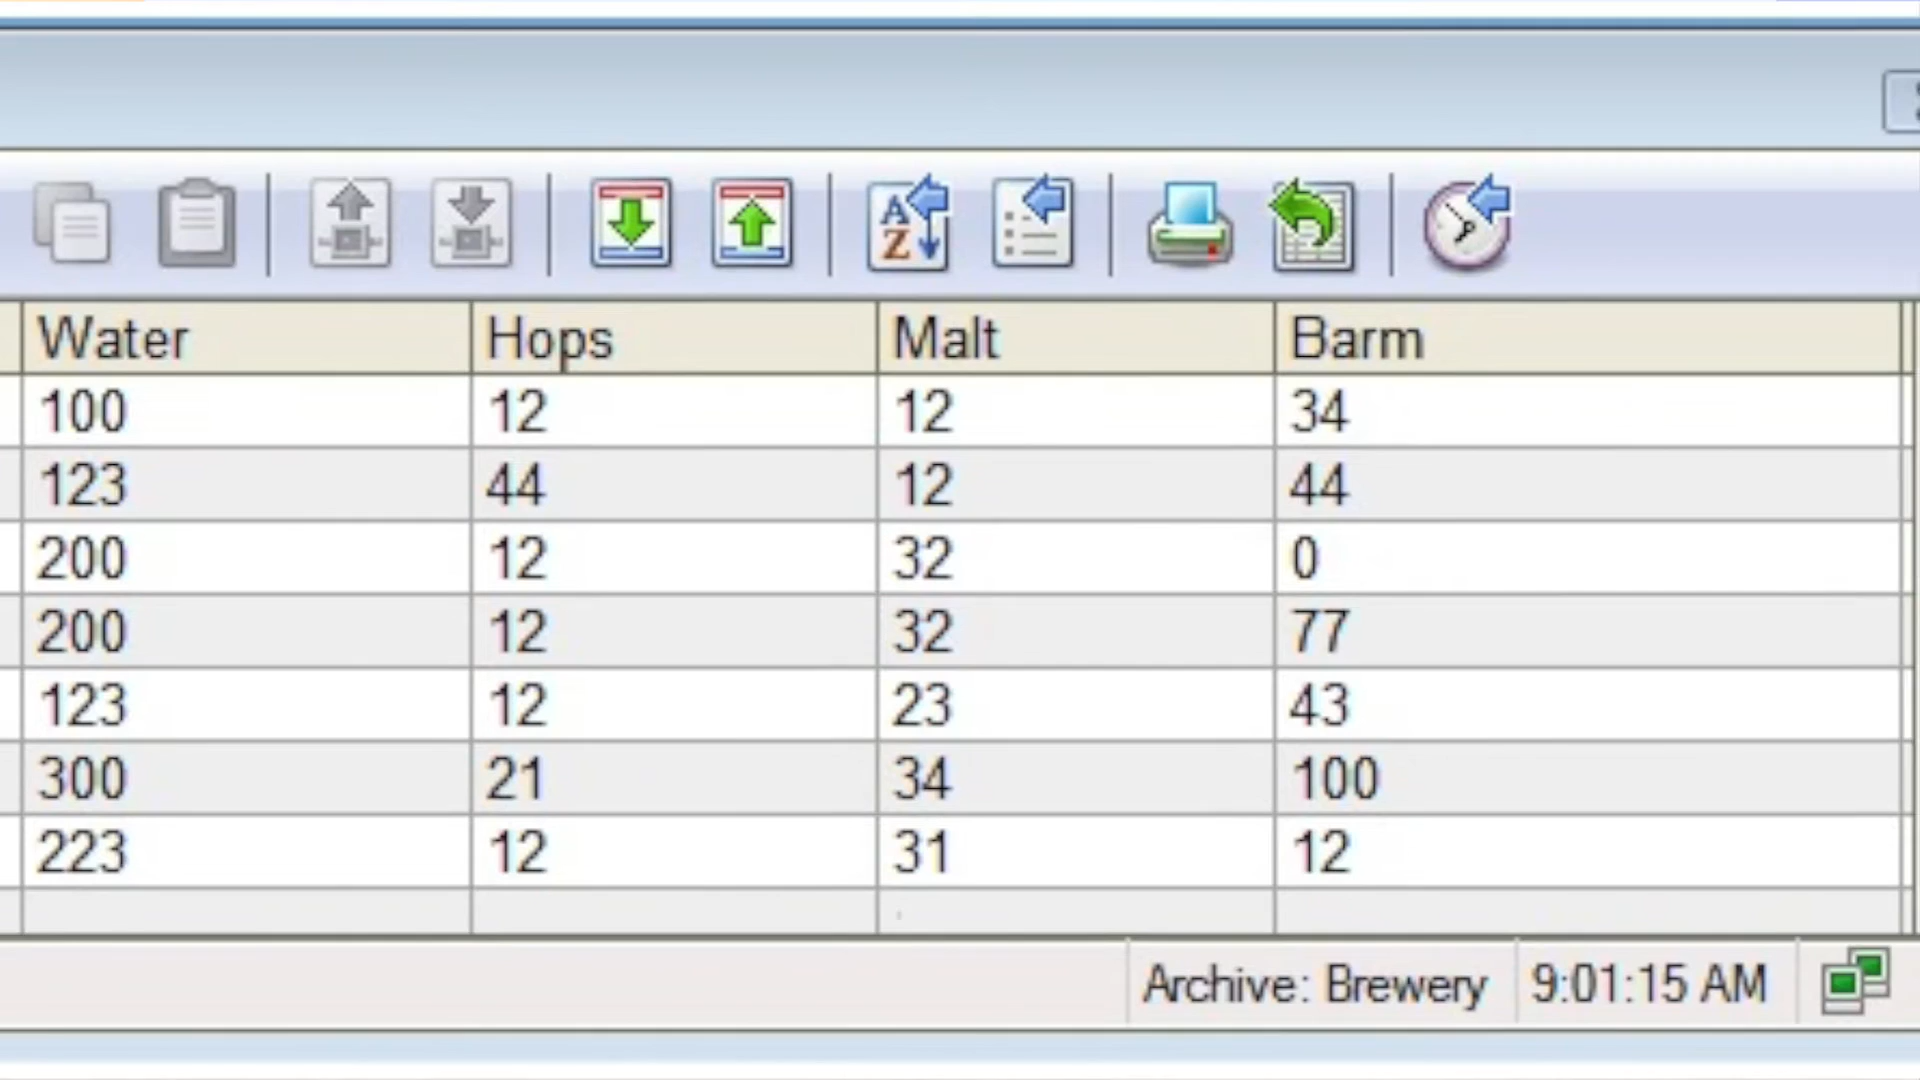 Water Hops Malt Barm
100 12 12 34
123 44 12 44
200 12 32 0
200 12 32 77
123 12 23 43
300 21 34 100
223 12 31 12
Archive: Brewery 9:01:15 AM